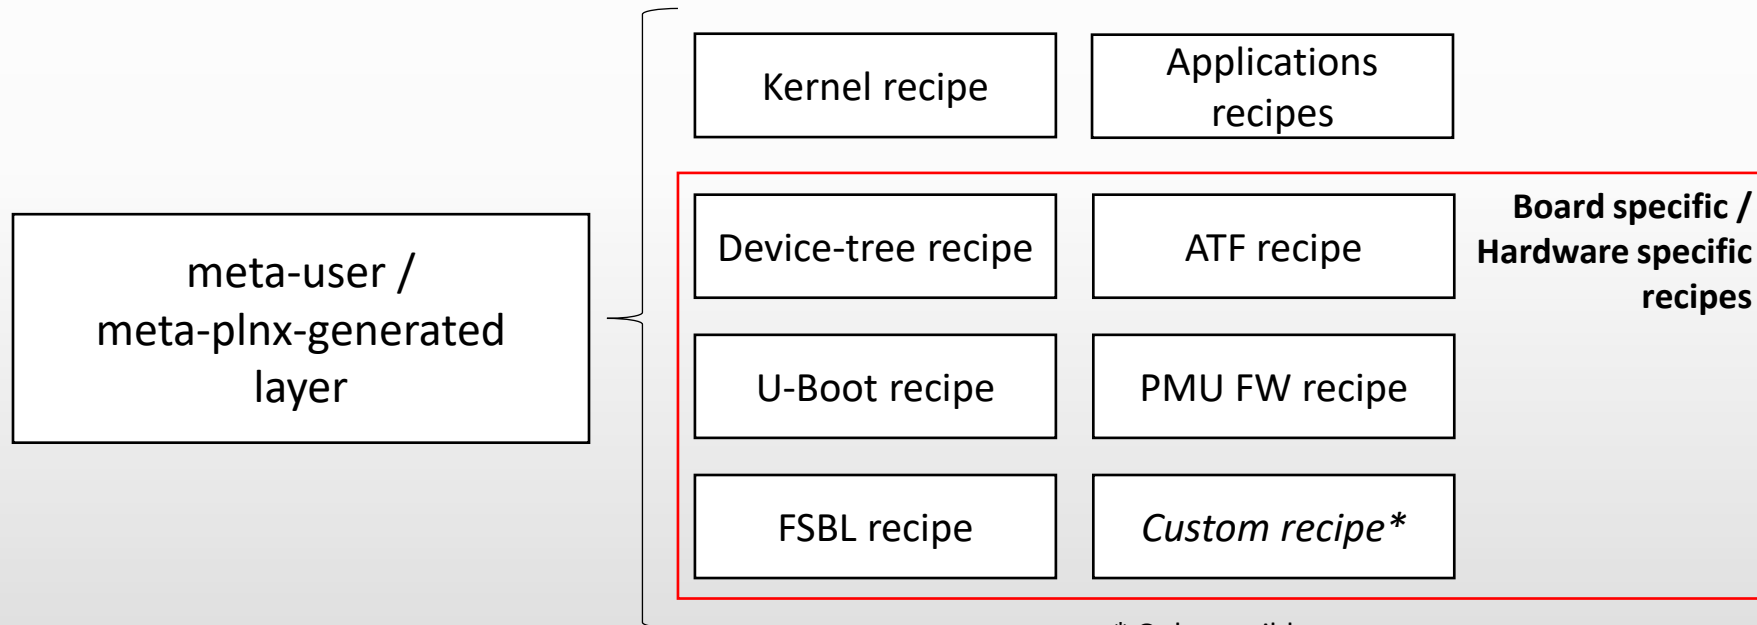 Kernel recipe
Applications
recipes
meta-user /
meta-plnx-generated
layer
Device-tree recipe
ATF recipe
Board specific /
Hardware specific
recipes
U-Boot recipe
PMU FW recipe
FSBL recipe
Custom recipe*